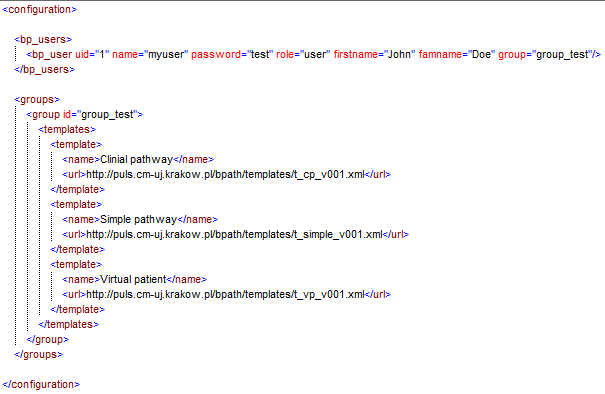 <configuration>
<bp_users>
<bp_user uid="1" name="myuser" password="test" role="user" firstname="John" famname="Doe" group="group_test"/>
</bp_users>
<groups>
<group id="group_test">
<templates>
<template>
<name>Clinial pathway</name>
<url>http://puls.cm-uj.krakow.pl/bpath/templates/t_cp_v001.xml</url>
</template>
<template>
<name>Simple pathway</name>
<url>http://puls.cm-uj.krakow.pl/bpath/templates/t_simple_v001.xml</url>
</template>
<template>
<name>Virtual patient</name>
<url>http://puls.cm-uj.krakow.pl/bpath/templates/t_vp_v001.xml</url>
</template>
</templates>
</group>
</groups>
</configuration>